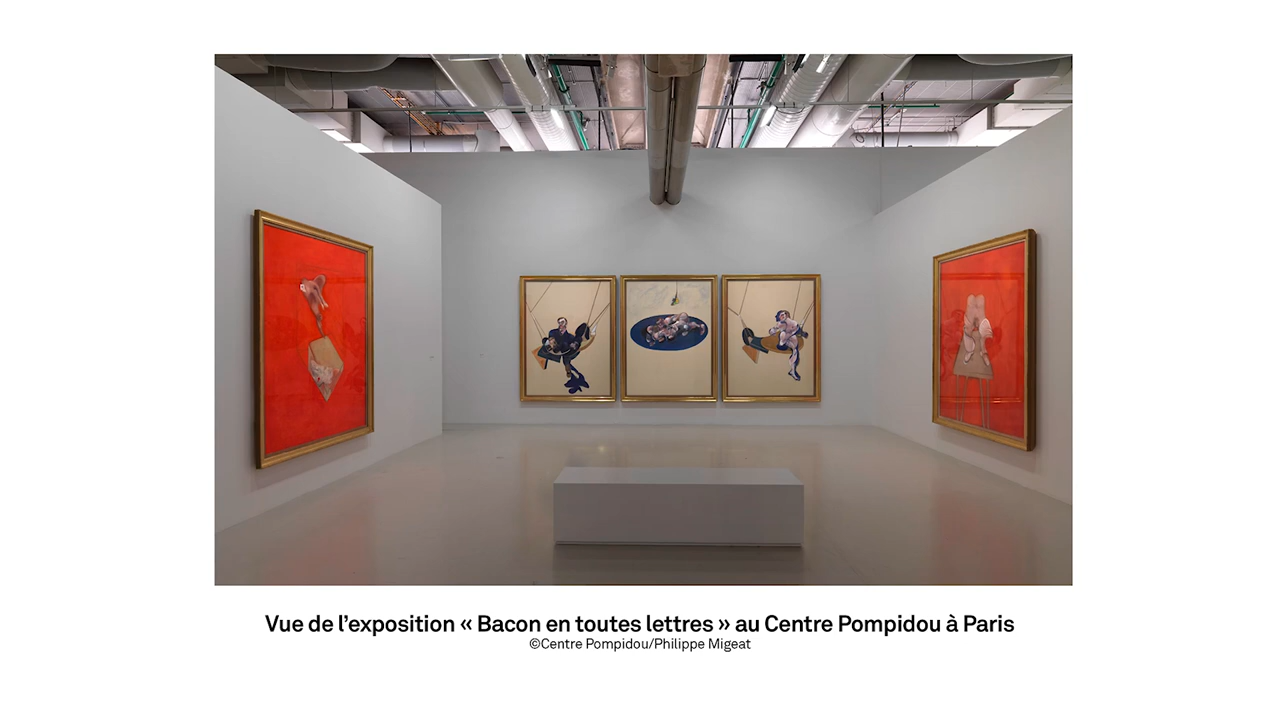 Vue de l’exposition « Bacon en toutes lettres » au Centre Pompidou à Paris
©Centre Pompidou/Philippe Migeat